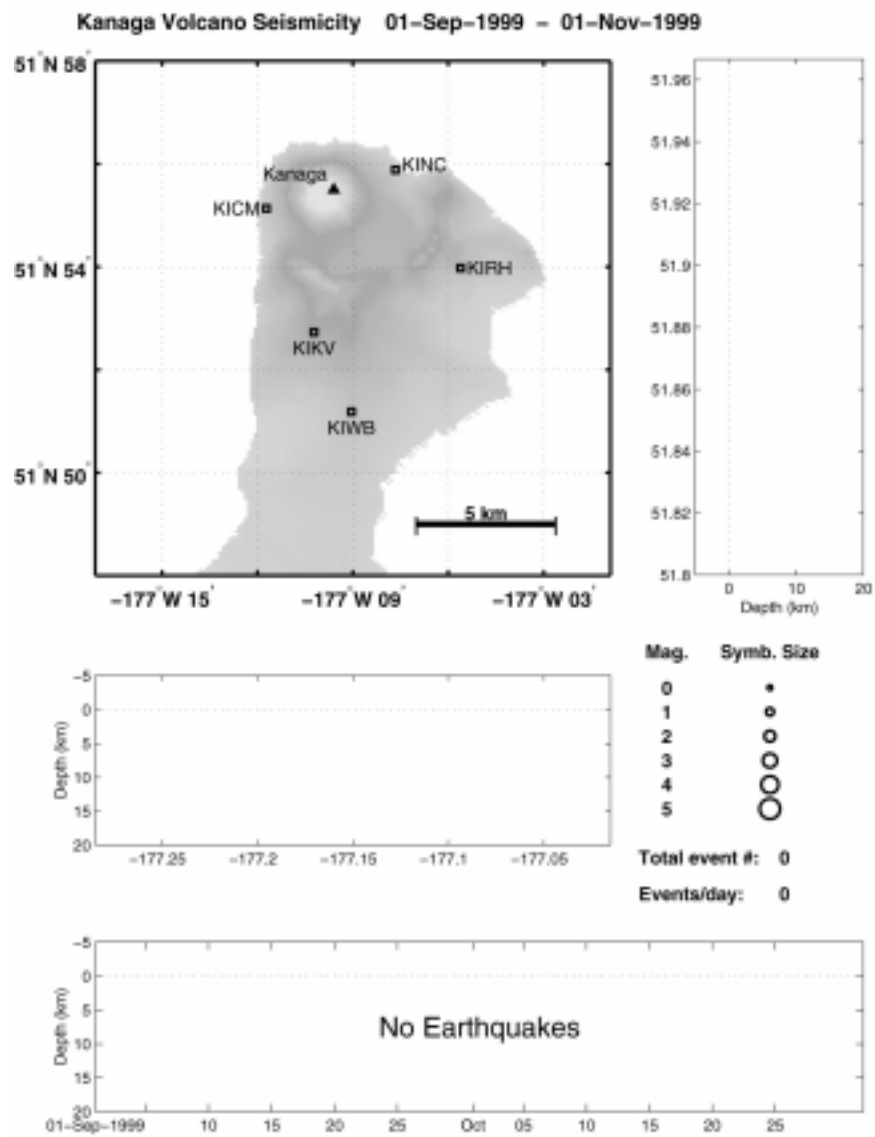 Kanaga Volcano Seismicity 01-Sep-1999 - 01-Nov-1999
51°N 58'
51°N 54'
51°N 50'
Kanaga
KINC
KICM
KIRH
KIKV
KIWB
5 km
-177°W 15'
-177°W 09'
-177°W 03'
51.96
51.94
51.92
51.9
51.88
51.86
51.84
51.82
51.8
0 10 20
Depth (km)
-5
0
5
10
15
20
Depth (km)
-177.25 -177.2 -177.15 -177.1 -177.05
Mag. Symb. Size
0
1
2
3
4
5
Total event #: 0
Events/day: 0
-5
0
5
10
15
20
Depth (km)
No Earthquakes
01-Sep-1999 10 15 20 25 Oct 05 10 15 20 25